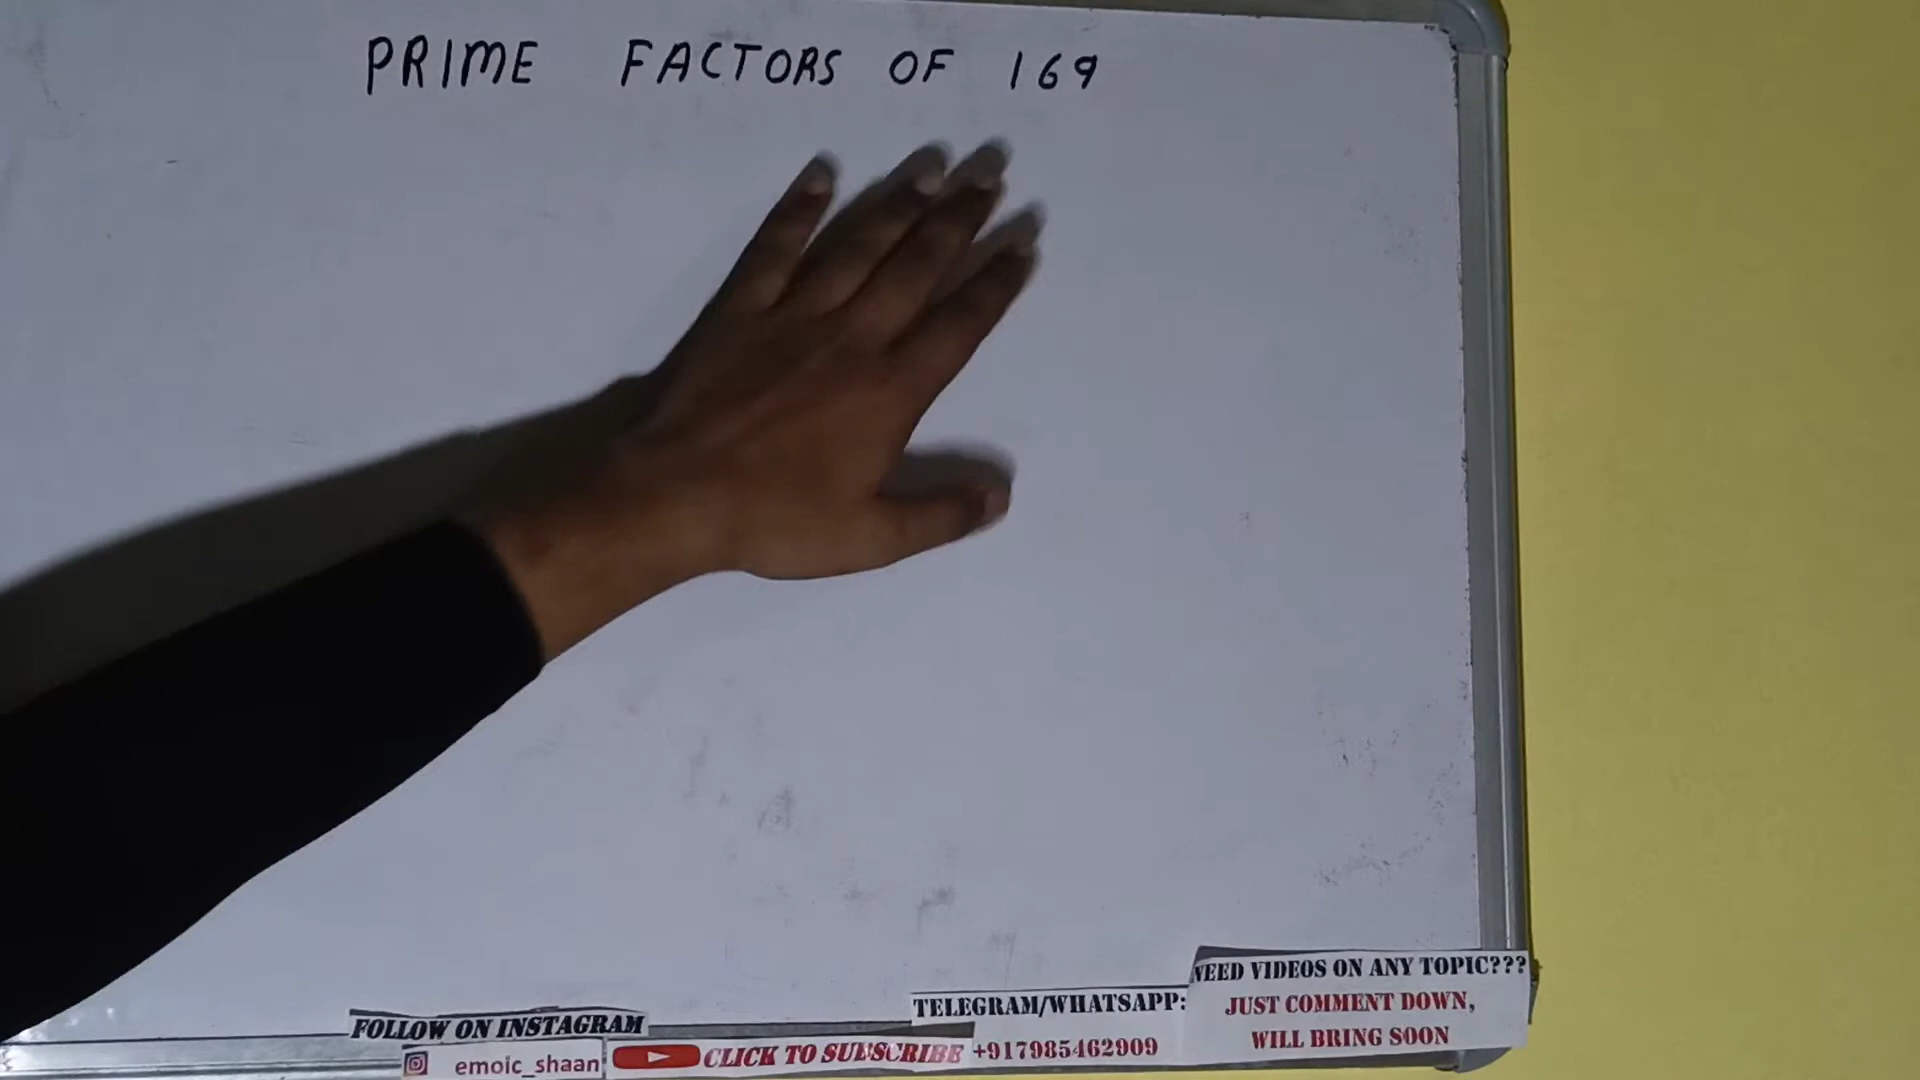 PRIME FACTORS OF 169
NEED VIDEOS ON ANY TOPIC???
JUST COMMENT DOWN,
WILL BRING SOON
TELEGRAM/WHATSAPP:
+917985462909
FOLLOW ON INSTAGRAM
emoic_shaan
CLICK TO SUBSCRIBE